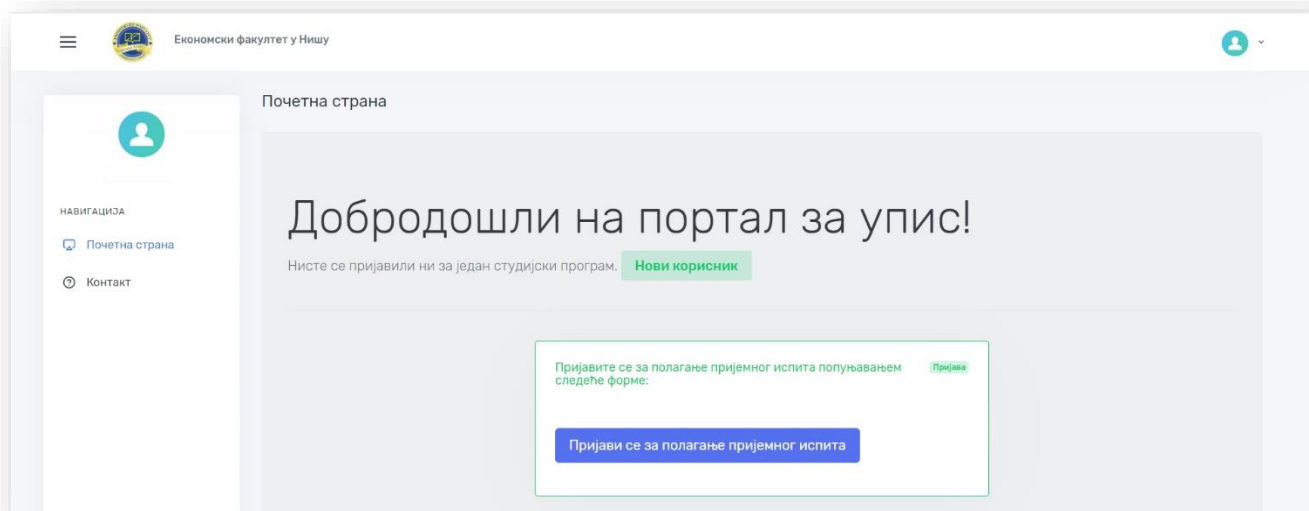 Економски факултет у Нишу
Почетна страна
НАВИГАЦИЈА
Почетна страна
Контакт
Добродошли на портал за упис!
Нисте се пријавили ни за један студијски програм. Нови корисник
Пријавите се за полагање пријемног испита попуњавањем
следеће форме:
Пријава
Пријави се за полагање пријемног испита